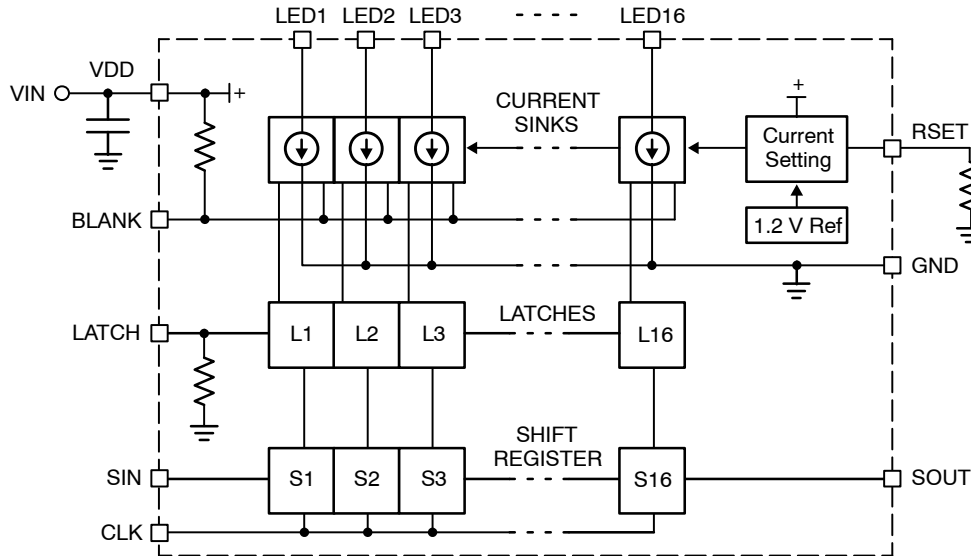 LED1 LED2 LED3 LED16
VDD
VIN
+
CURRENT
SINKS
+
Current
Setting
RSET
BLANK
1.2 V Ref
GND
LATCH
L1 L2 L3
LATCHES
L16
SHIFT
REGISTER
SIN
S1 S2 S3
S16
SOUT
CLK